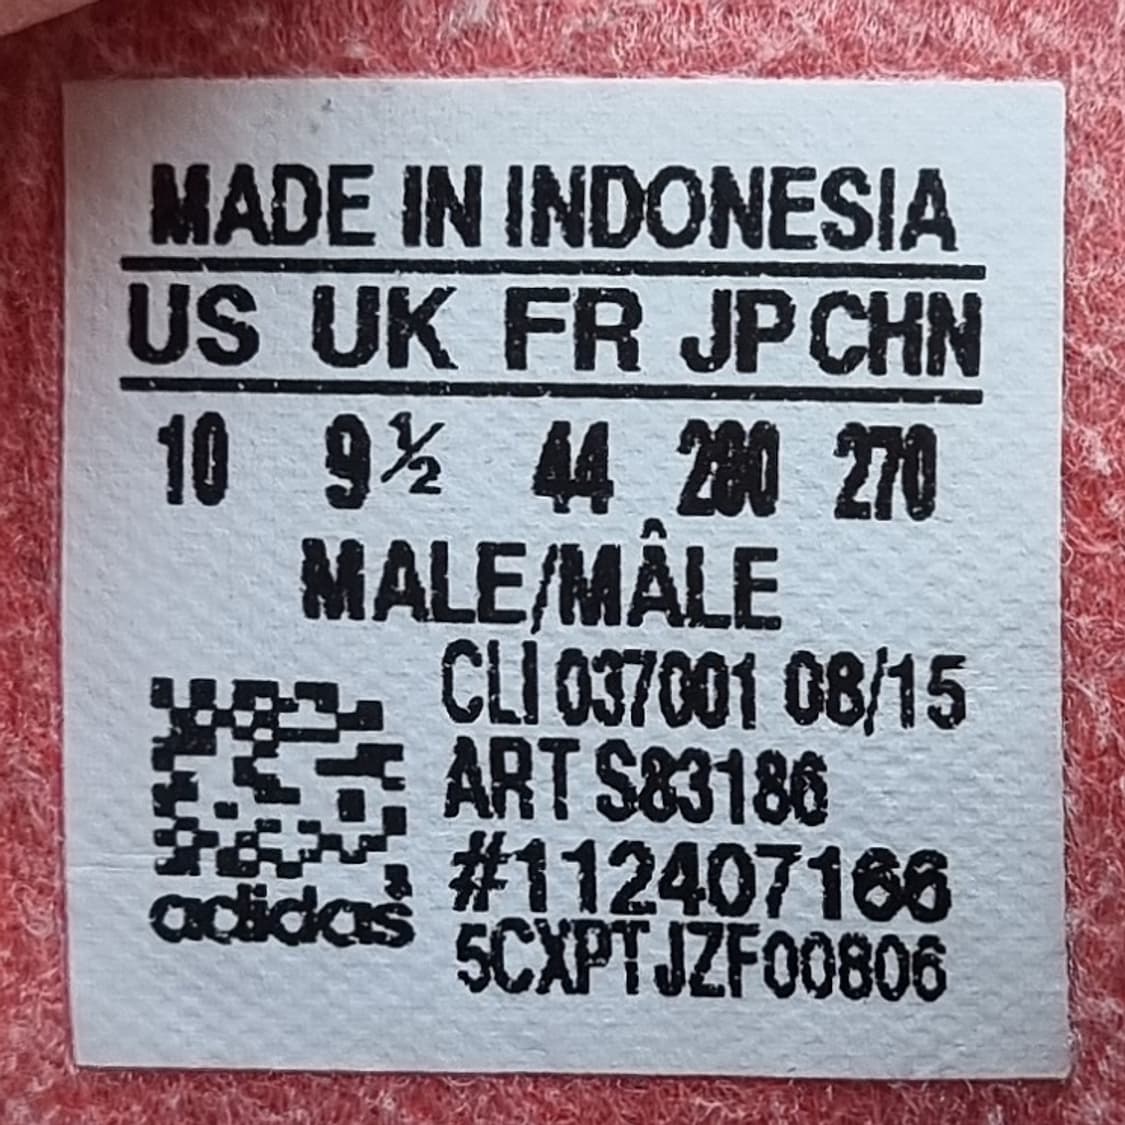 MADE IN INDONESIA
US UK FR JP CHN
10 9½ 44 280 270
MALE/MÂLE
CLI 037001 08/15
ART S83186
#112407166
adidas
5CXPTJZF00806